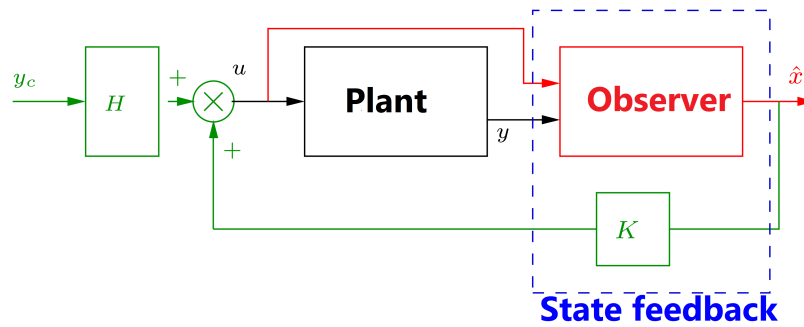 y_c
H
+
+
u
Plant
y
Observer
x̂
K
State feedback